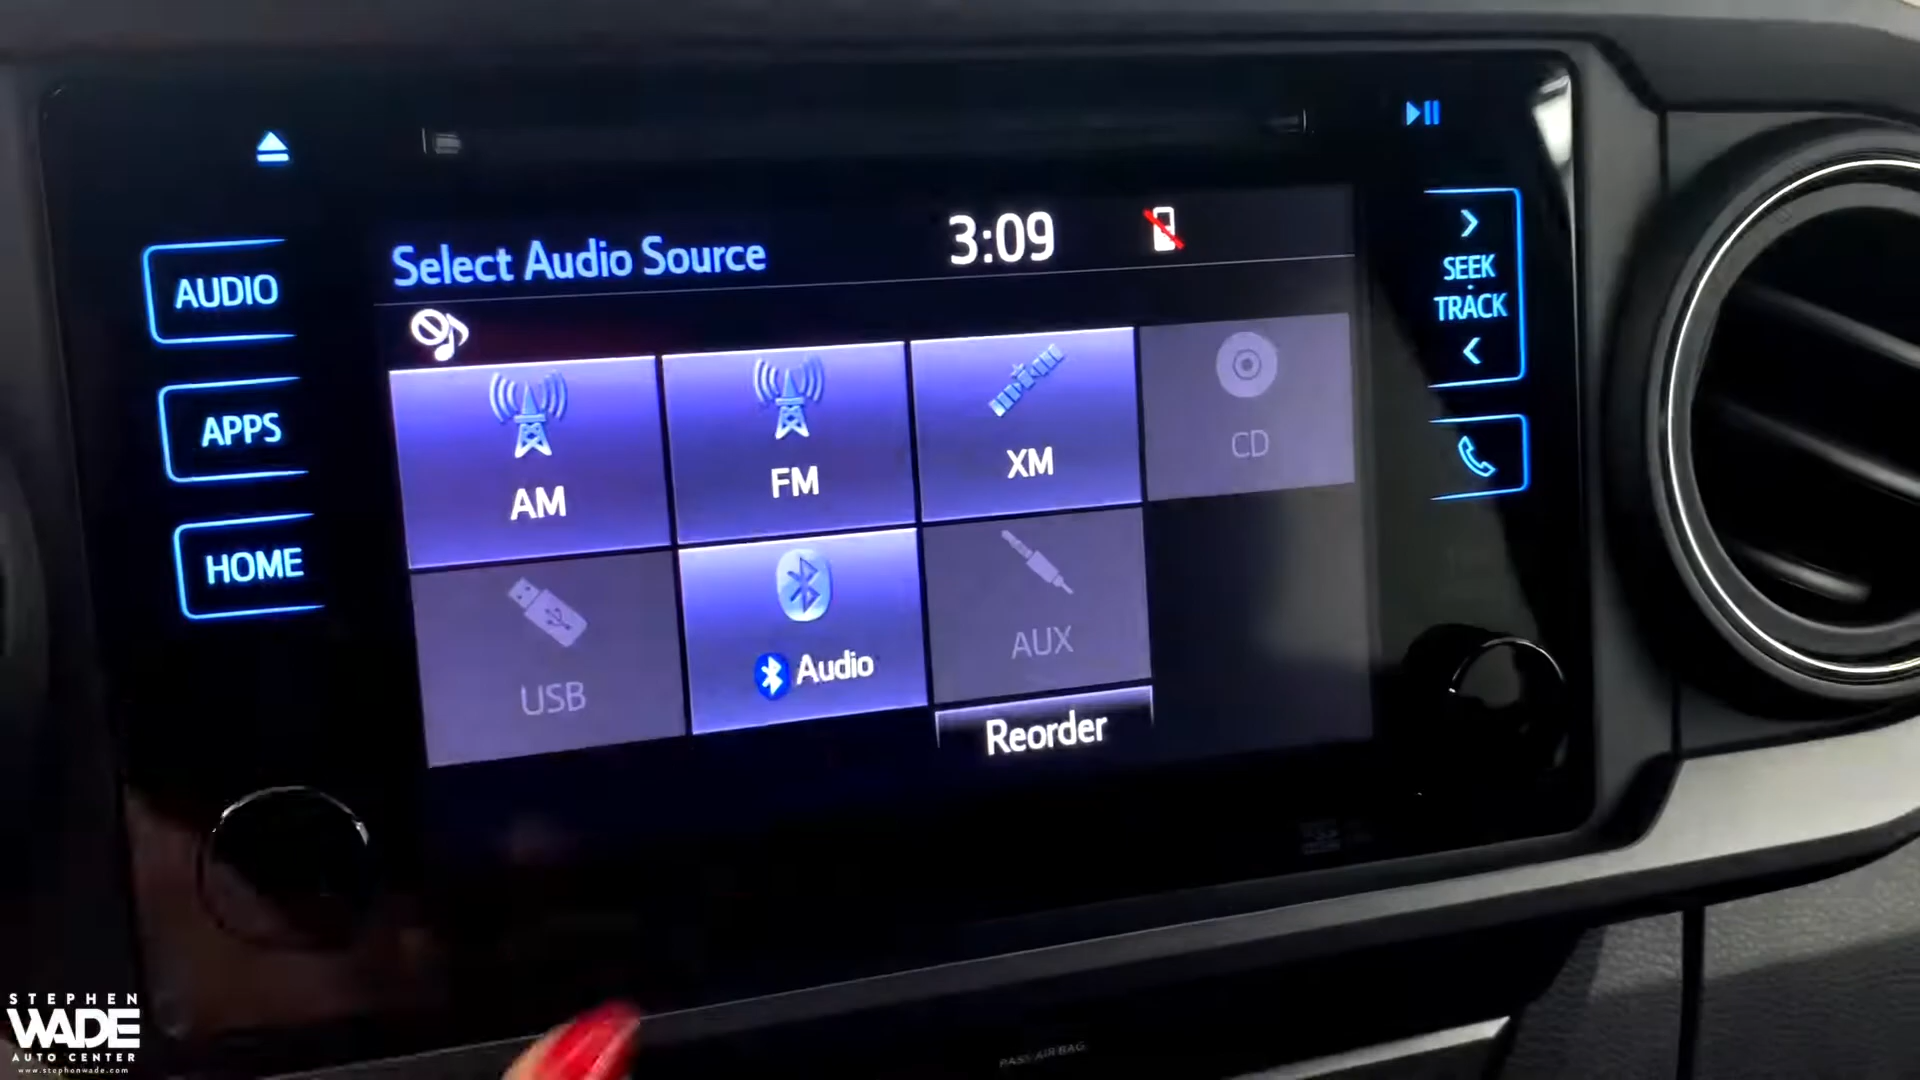 Select Audio Source
3:09
AUDIO
APPS
HOME
AM
FM
XM
CD
USB
Audio
AUX
Reorder
SEEK
TRACK
PASS AIR BAG
STEPHEN
WADE
AUTO CENTER
www.stephenwade.com